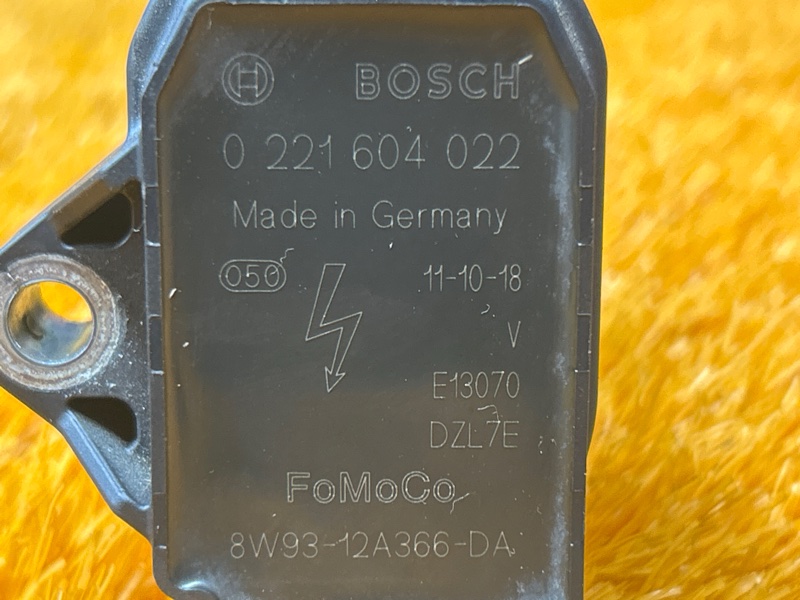 BOSCH
0 221 604 022
Made in Germany
050 11-10-18
V
E13070
DZL7E
FoMoCo
8W93-12A366-DA